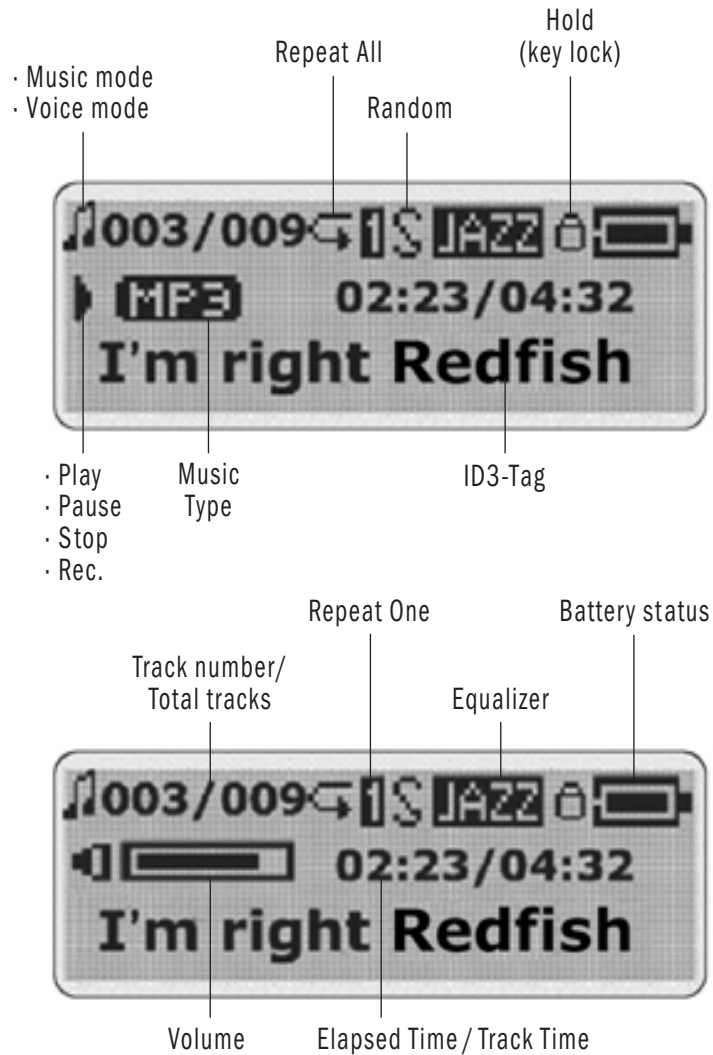 Hold
(key lock)
Repeat All
Random
· Music mode
· Voice mode
003/009 1 JAZZ
MP3 02:23/04:32
I'm right Redfish
· Play
· Pause
· Stop
· Rec.
Music
Type
ID3-Tag
Repeat One
Battery status
Track number/
Total tracks
Equalizer
003/009 1 JAZZ
02:23/04:32
I'm right Redfish
Volume
Elapsed Time / Track Time